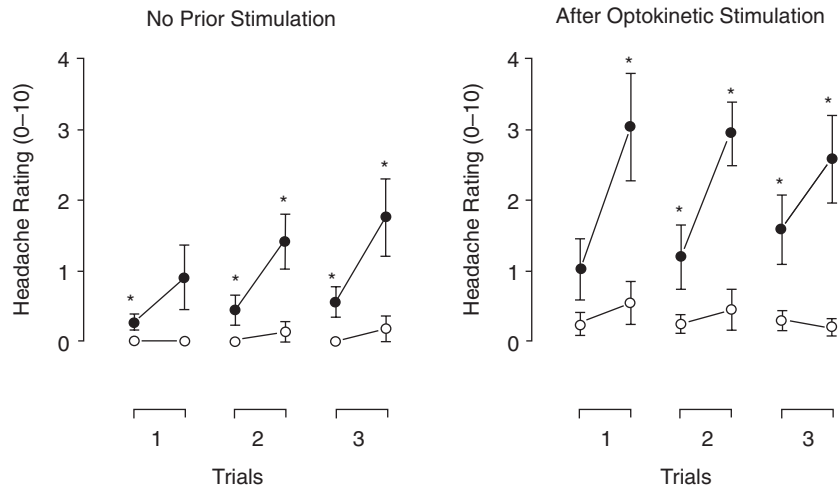 No Prior Stimulation
Headache Rating (0–10)
4
3
2
1
0
*
*
*
*
*
1 2 3
Trials
After Optokinetic Stimulation
Headache Rating (0–10)
4
3
2
1
0
*
*
*
*
*
1 2 3
Trials